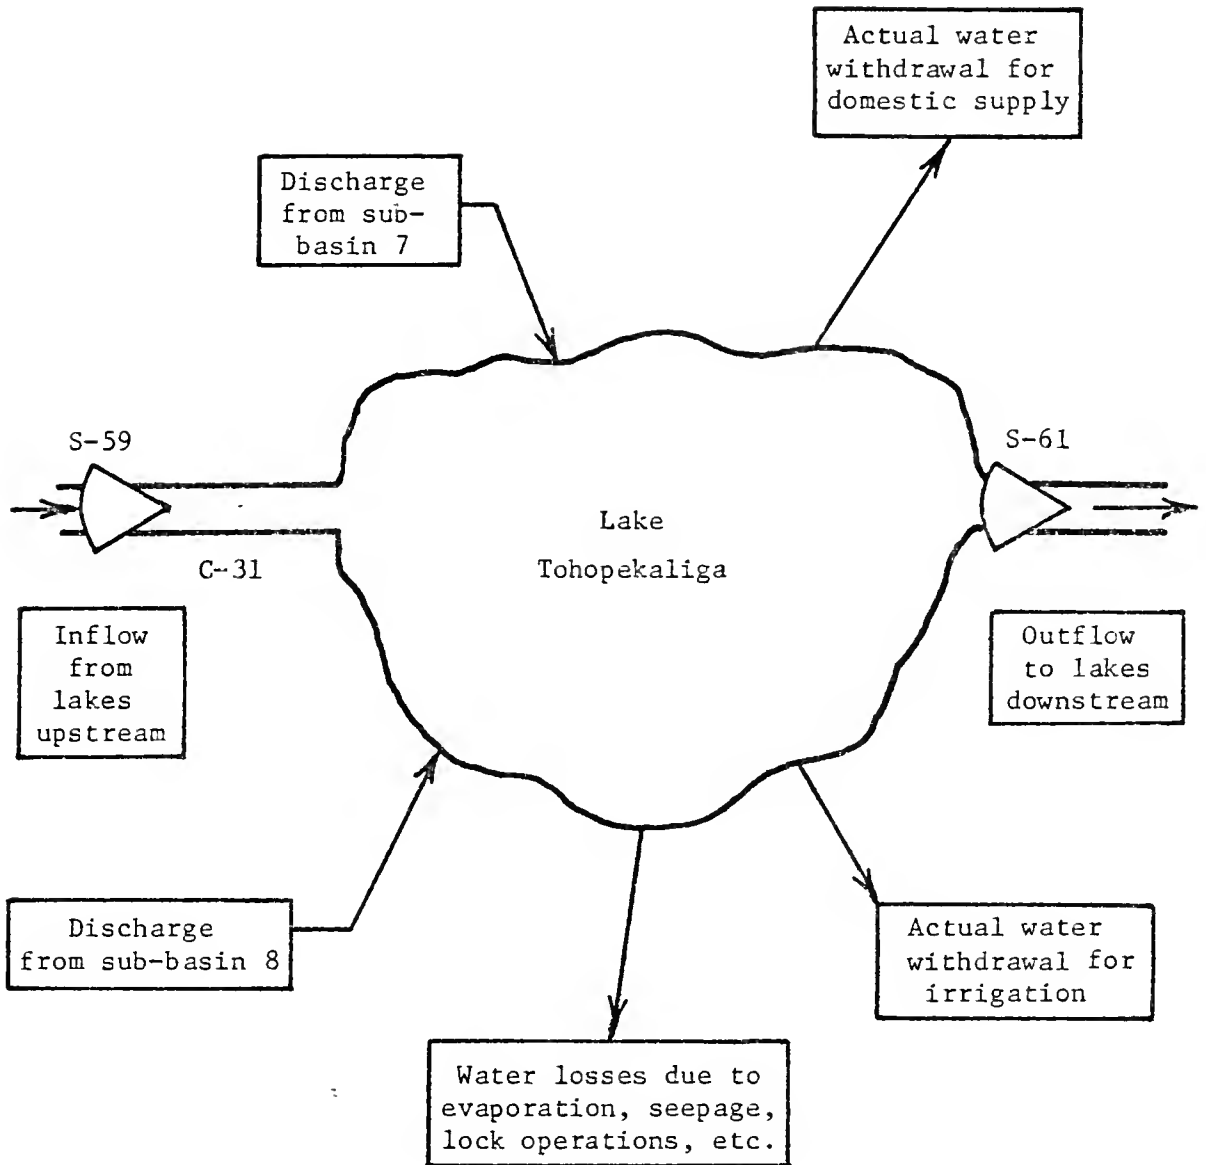 Actual water
withdrawal for
domestic supply
Discharge
from sub-
basin 7
S-59
S-61
Lake
Tohopekaliga
C-31
Inflow
from
lakes
upstream
Outflow
to lakes
downstream
Discharge
from sub-basin 8
Actual water
withdrawal for
irrigation
Water losses due to
evaporation, seepage,
lock operations, etc.